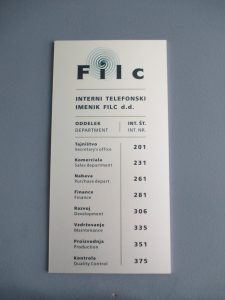 Filc
INTERNI TELEFONSKI
IMENIK FILC d.d.
ODDELEK INT. ŠT.
DEPARTMENT INT. NR.
Tajništvo 201
Secretary's office
Komerciala 231
Sales department
Nabava 261
Purchase depart.
Finance 281
Finance
Razvoj 306
Development
Vzdrževanje 335
Maintenance
Proizvodnja 351
Production
Kontrola 375
Quality Control